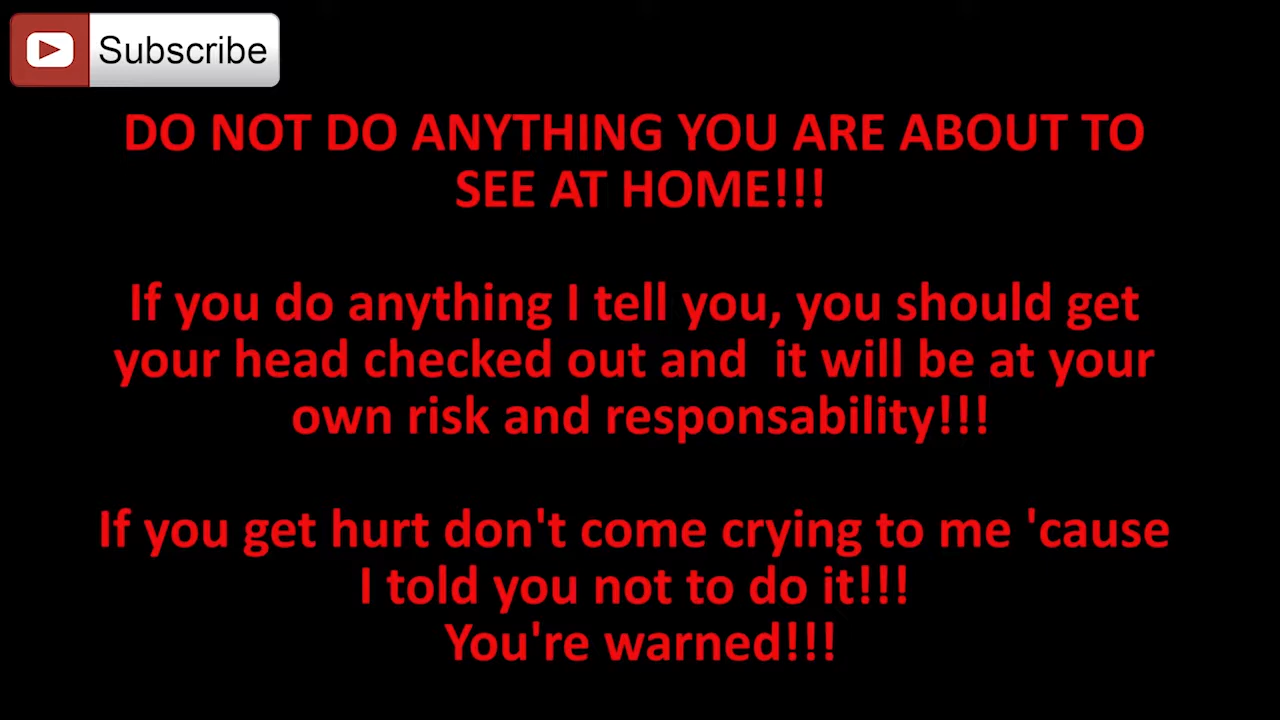 Subscribe
DO NOT DO ANYTHING YOU ARE ABOUT TO
SEE AT HOME!!!
If you do anything I tell you, you should get
your head checked out and  it will be at your
own risk and responsability!!!
If you get hurt don't come crying to me 'cause
I told you not to do it!!!
You're warned!!!